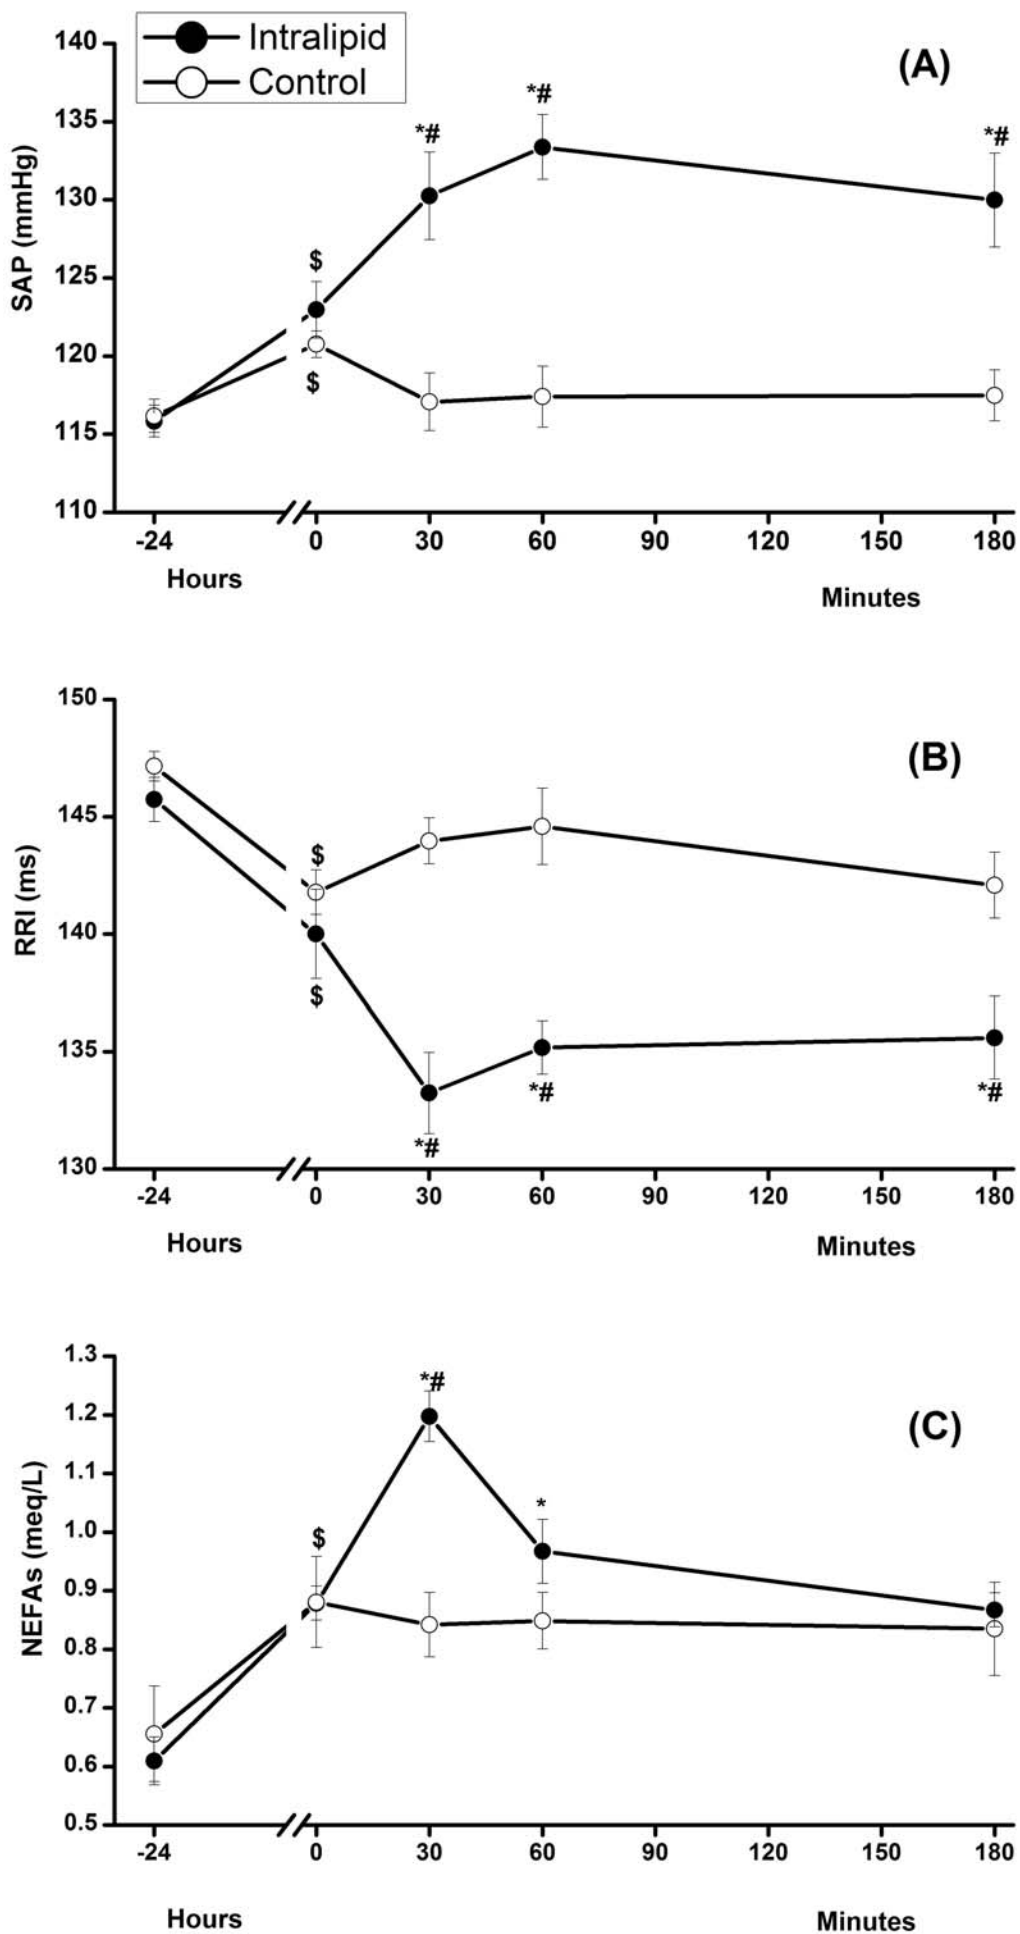 Intralipid
Control
(A)
SAP (mmHg)
140
135
130
125
120
115
110
*#
*#
*#
$
$
-24 0 30 60 90 120 150 180
Hours
Minutes
(B)
RRI (ms)
150
145
140
135
130
$
$
*#
*#
*#
-24 0 30 60 90 120 150 180
Hours
Minutes
(C)
NEFAs (meq/L)
1.3
1.2
1.1
1.0
0.9
0.8
0.7
0.6
0.5
*#
*
$
-24 0 30 60 90 120 150 180
Hours
Minutes